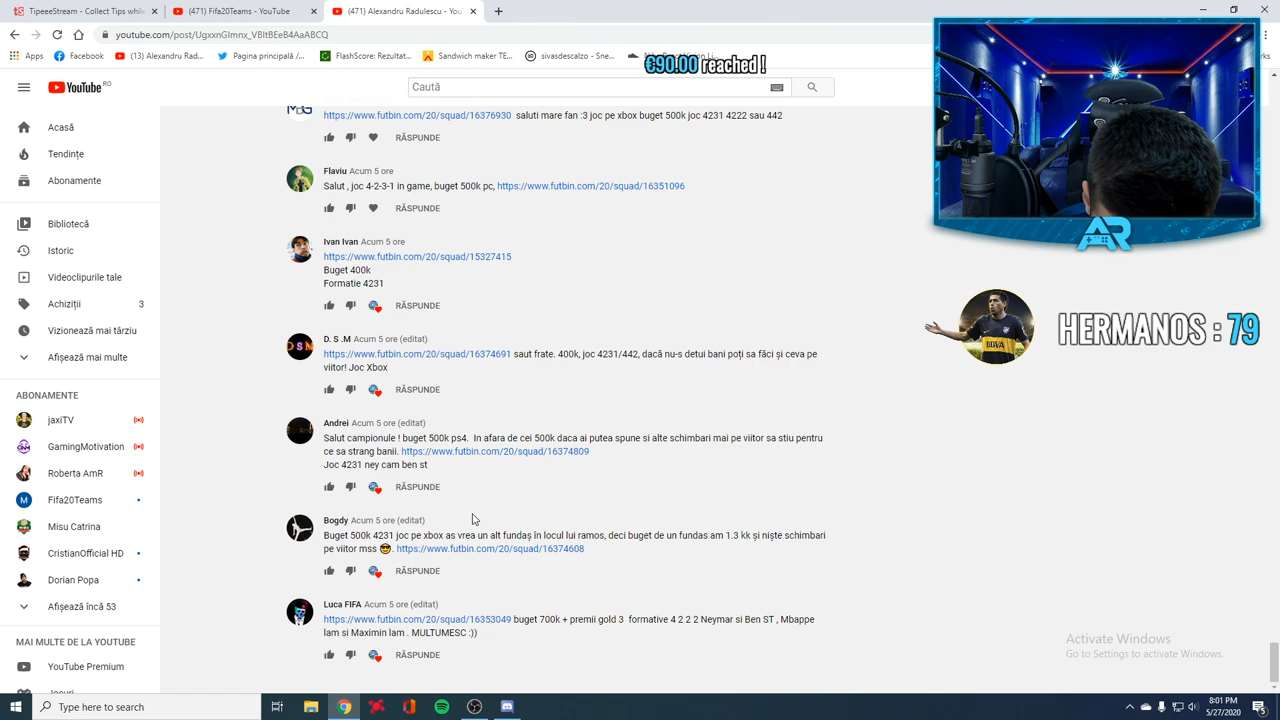 TipeeeStream - Collect Tips while
(471) Fifa20Teams - YouTube
(471) Alexandru Radulescu - You
youtube.com/post/
Apps
Facebook
(13) Alexandru Rad...
Pagina principală /...
FlashScore: Rezultat...
Sandwich maker TE...
sivasdescalzo - Sne...
€90.00 reached !
YouTube RO
Caută
Acasă
Tendințe
Abonamente
Bibliotecă
Istoric
Videoclipurile tale
Achiziții 3
Vizionează mai târziu
Afișează mai multe
ABONAMENTE
jaxiTV
GamingMotivation
Roberta AmR
Fifa20Teams
Misu Catrina
CristianOfficial HD
Dorian Popa
Afișează încă 53
MAI MULTE DE LA YOUTUBE
YouTube Premium
https://www.futbin.com/20/squad/16376930 saluti mare fan :3 joc pe xbox buget 500k joc 4231 4222 sau 442
RĂSPUNDE
Flaviu Acum 5 ore
Salut , joc 4-2-3-1 in game, buget 500k pc, https://www.futbin.com/20/squad/16351096
RĂSPUNDE
Ivan Ivan Acum 5 ore
https://www.futbin.com/20/squad/15327415
Buget 400k
Formatie 4231
RĂSPUNDE
DSM
D. S .M Acum 5 ore (editat)
https://www.futbin.com/20/squad/16374691 saut frate. 400k, joc 4231/442, dacă nu-s detui bani poți sa făci și ceva pe
viitor! Joc Xbox
RĂSPUNDE
Andrei Acum 5 ore (editat)
Salut campionule ! buget 500k ps4. In afara de cei 500k daca ai putea spune si alte schimbari mai pe viitor sa stiu pentru
ce sa strang banii. https://www.futbin.com/20/squad/16374809
Joc 4231 ney cam ben st
RĂSPUNDE
Bogdy Acum 5 ore (editat)
Buget 500k 4231 joc pe xbox as vrea un alt fundaș în locul lui ramos, deci buget de un fundas am 1.3 kk și niște schimbari
pe viitor mss 😎. https://www.futbin.com/20/squad/16374608
RĂSPUNDE
Luca FIFA Acum 5 ore (editat)
https://www.futbin.com/20/squad/16353049 buget 700k + premii gold 3 formative 4 2 2 2 Neymar si Ben ST , Mbappe
lam si Maximin lam . MULTUMESC :))
RĂSPUNDE
AR
HERMANOS : 79
Activate Windows
Go to Settings to activate Windows.
Type here to search
8:01 PM
5/27/2020